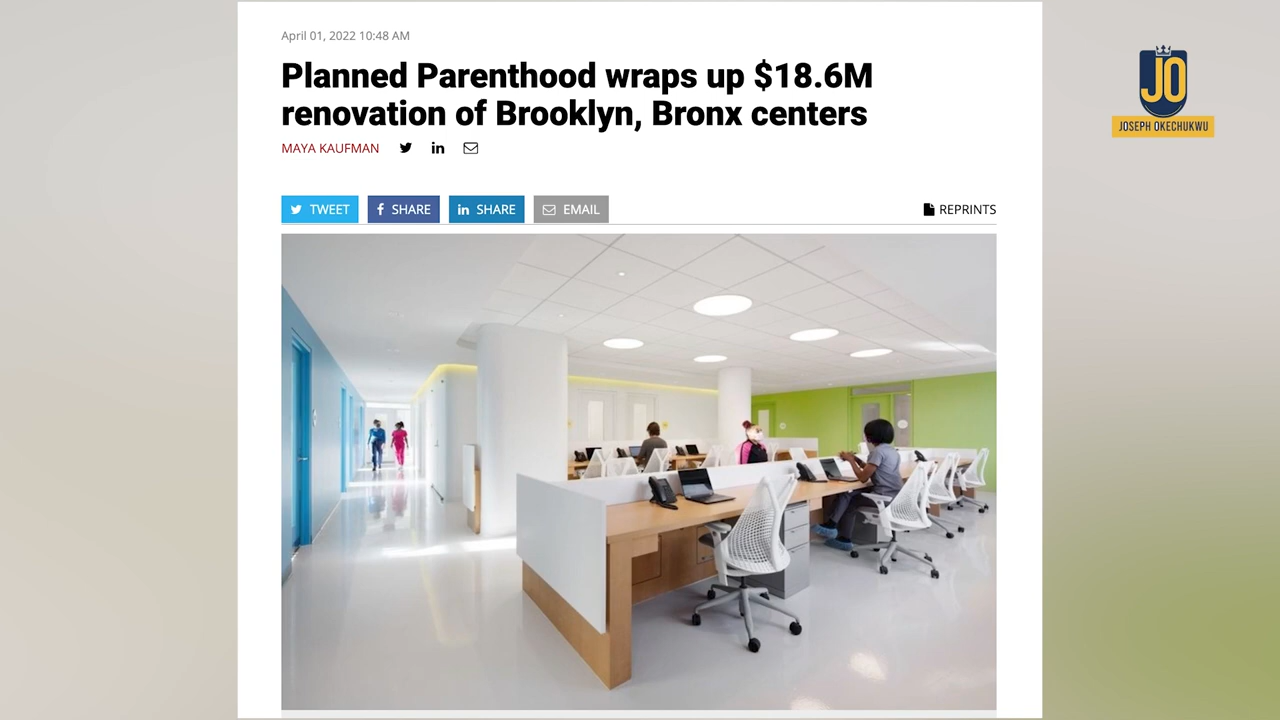 April 01, 2022 10:48 AM
Planned Parenthood wraps up $18.6M
renovation of Brooklyn, Bronx centers
MAYA KAUFMAN
TWEET
SHARE
SHARE
EMAIL
REPRINTS
JO
JOSEPH OKECHUKWU